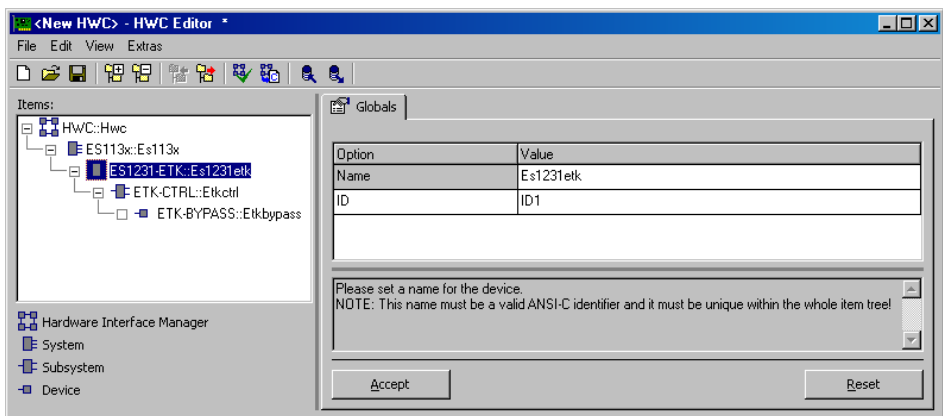 <New HWC> - HWC Editor *
File Edit View Extras
Items:
HWC::Hwc
ES113x::Es113x
ES1231-ETK::Es1231etk
ETK-CTRL::Etkctrl
ETK-BYPASS::Etkbypass
Hardware Interface Manager
System
Subsystem
Device
Globals
Option Value
Name Es1231etk
ID ID1
Please set a name for the device.
NOTE: This name must be a valid ANSI-C identifier and it must be unique within the whole item tree!
Accept Reset